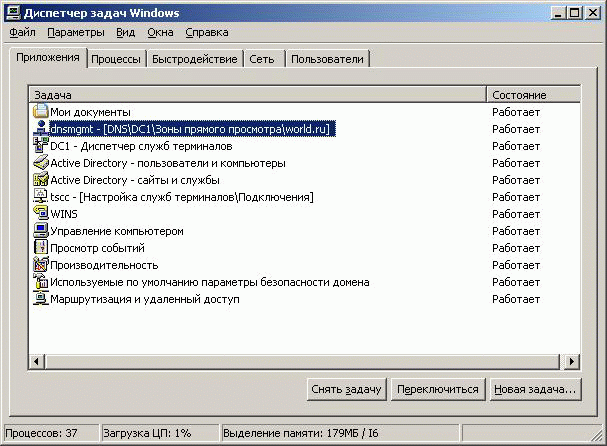 Диспетчер задач Windows
Файл Параметры Вид Окна Справка
Приложения Процессы Быстродействие Сеть Пользователи
Задача Состояние
Мои документы Работает
dnsmgmt - [DNS\DC1\Зоны прямого просмотра\world.ru] Работает
DC1 - Диспетчер служб терминалов Работает
Active Directory - пользователи и компьютеры Работает
Active Directory - сайты и службы Работает
tscc - [Настройка служб терминалов\Подключения] Работает
WINS Работает
Управление компьютером Работает
Просмотр событий Работает
Производительность Работает
Используемые по умолчанию параметры безопасности домена Работает
Маршрутизация и удаленный доступ Работает
Снять задачу Переключиться Новая задача...
Процессов: 37 Загрузка ЦП: 1% Выделение памяти: 179МБ / I6